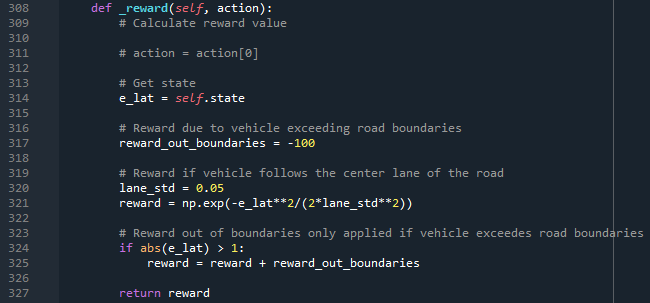 308 def _reward(self, action):
309 # Calculate reward value
310
311 # action = action[0]
312
313 # Get state
314 e_lat = self.state
315
316 # Reward due to vehicle exceeding road boundaries
317 reward_out_boundaries = -100
318
319 # Reward if vehicle follows the center lane of the road
320 lane_std = 0.05
321 reward = np.exp(-e_lat**2/(2*lane_std**2))
322
323 # Reward out of boundaries only applied if vehicle exceedes road boundaries
324 if abs(e_lat) > 1:
325 reward = reward + reward_out_boundaries
326
327 return reward